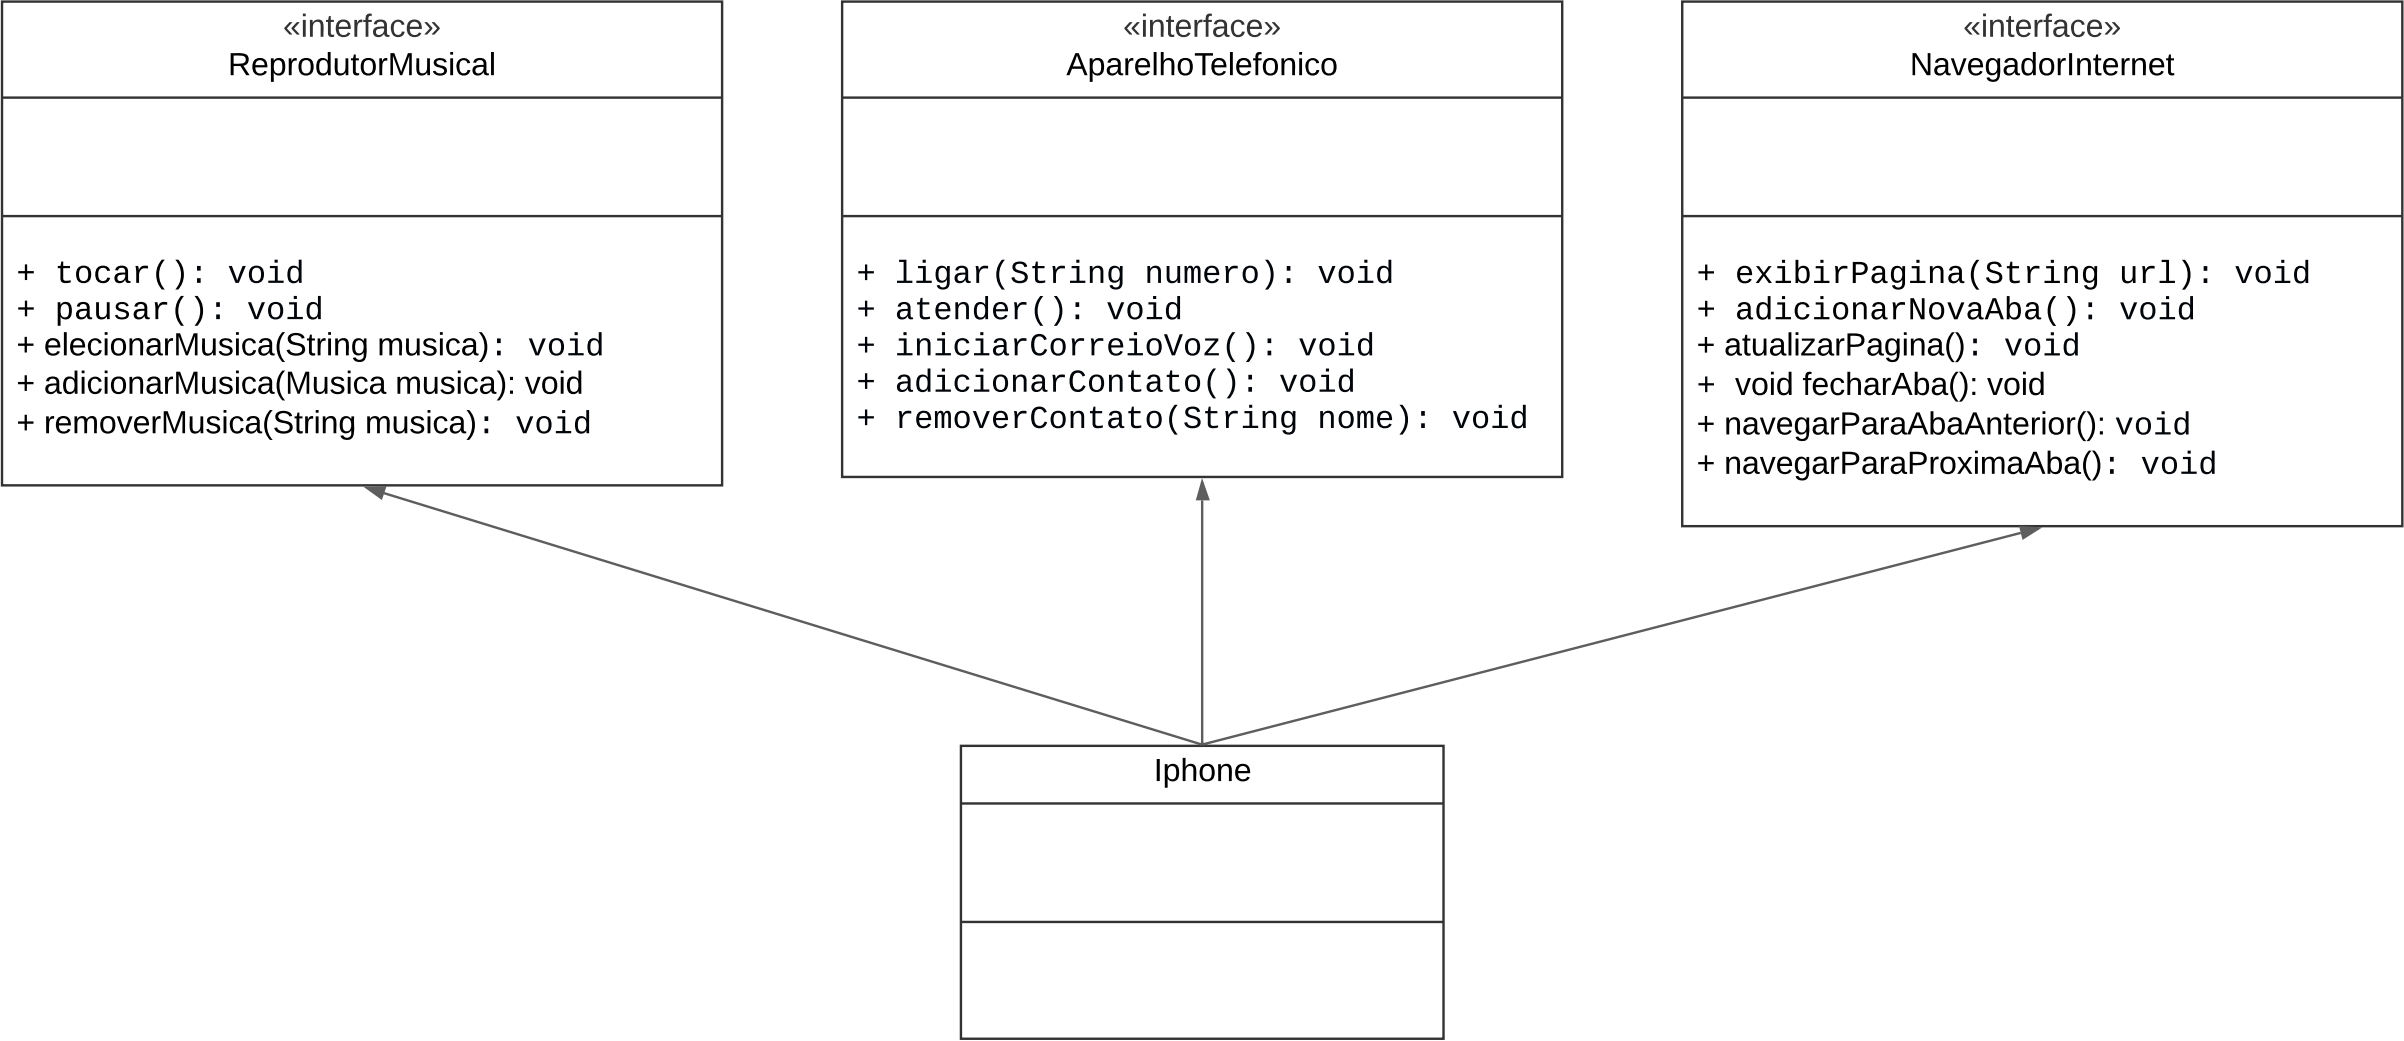 «interface»
ReprodutorMusical
+ tocar(): void
+ pausar(): void
+ elecionarMusica(String musica): void
+ adicionarMusica(Musica musica): void
+ removerMusica(String musica): void
«interface»
AparelhoTelefonico
+ ligar(String numero): void
+ atender(): void
+ iniciarCorreioVoz(): void
+ adicionarContato(): void
+ removerContato(String nome): void
«interface»
NavegadorInternet
+ exibirPagina(String url): void
+ adicionarNovaAba(): void
+ atualizarPagina(): void
+ void fecharAba(): void
+ navegarParaAbaAnterior(): void
+ navegarParaProximaAba(): void
Iphone